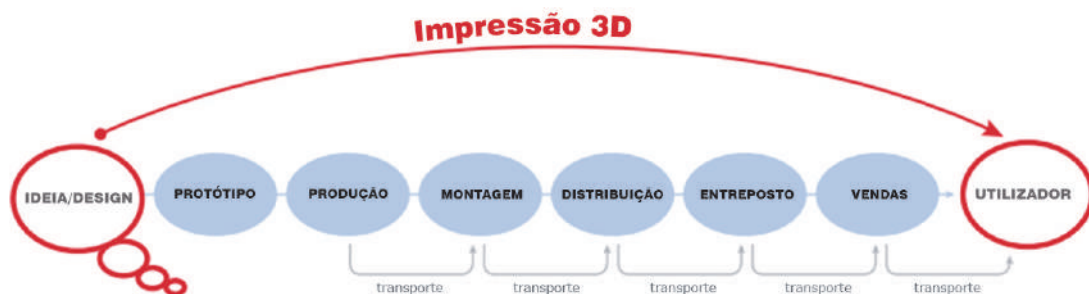 Impressão 3D
IDEIA/DESIGN
PROTÓTIPO
PRODUÇÃO
MONTAGEM
DISTRIBUIÇÃO
ENTREPOSTO
VENDAS
UTILIZADOR
transporte
transporte
transporte
transporte
transporte